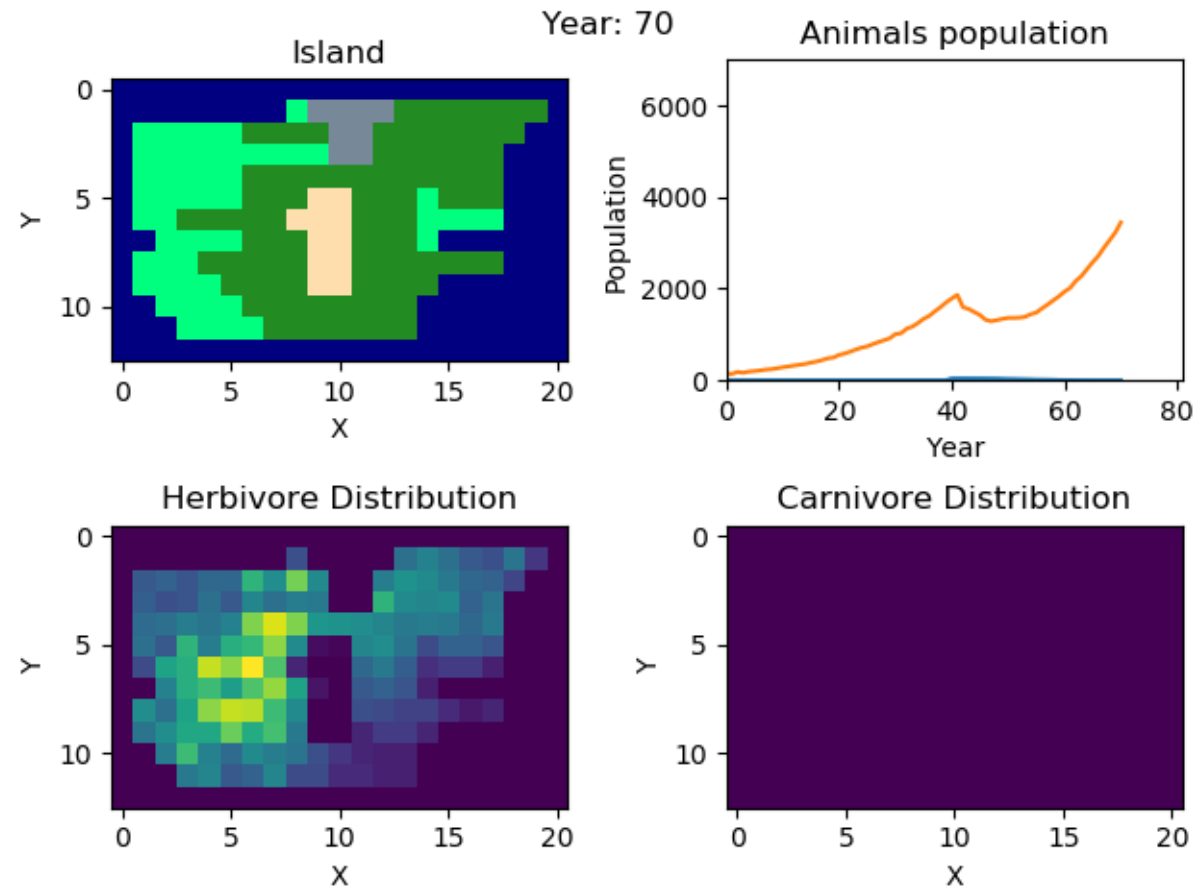 Year: 70
Island
0
5
10
Y
0 5 10 15 20
X
Animals population
6000
4000
2000
0
Population
0 20 40 60 80
Year
Herbivore Distribution
0
5
10
Y
0 5 10 15 20
X
Carnivore Distribution
0
5
10
Y
0 5 10 15 20
X